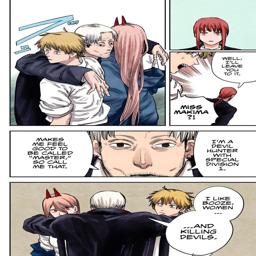 WELL,
I'LL
LEAVE
YOU TO
IT.
MISS
MAKIMA
?!
MAKES
ME FEEL
GOOD TO
BE CALLED
"MASTER,"
SO CALL
ME THAT.
I'M A
DEVIL
HUNTER
WITH
SPECIAL
DIVISION
1.
I LIKE
BOOZE,
WOMEN
...
...AND
KILLING
DEVILS.